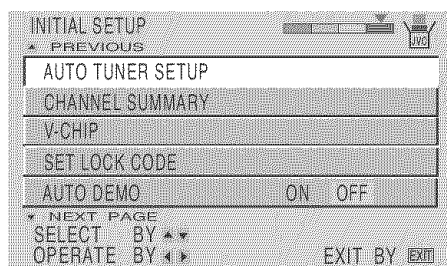 INITIAL SETUP
JVC
▲ PREVIOUS
AUTO TUNER SETUP
CHANNEL SUMMARY
V-CHIP
SET LOCK CODE
AUTO DEMO ON OFF
▼ NEXT PAGE
SELECT BY ▲▼
OPERATE BY ◀▶ EXIT BY EXIT